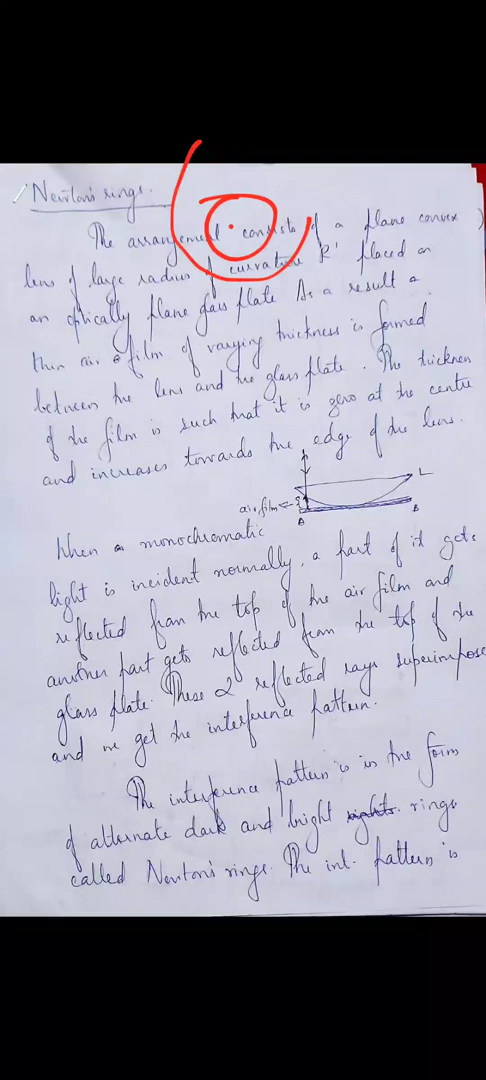 Newton's rings.
The arrangement consists of a plane convex
lens of large radius of curvature 'R' placed on
an optically plane glass plate. As a result a
thin air film of varying thickness is formed
between the lens and the glass plate. The thickness
of the film is such that it is zero at the centre
and increases towards the edge of the lens.
L
air film
A
B
When a monochromatic
light is incident normally, a part of it gets
reflected from the top of the air film and
another part gets reflected from the top of the
glass plate. These 2 reflected rays superimpose
and we get the interference pattern.
The interference pattern is in the form
of alternate dark and bright rings
called Newton's rings. The int. pattern is